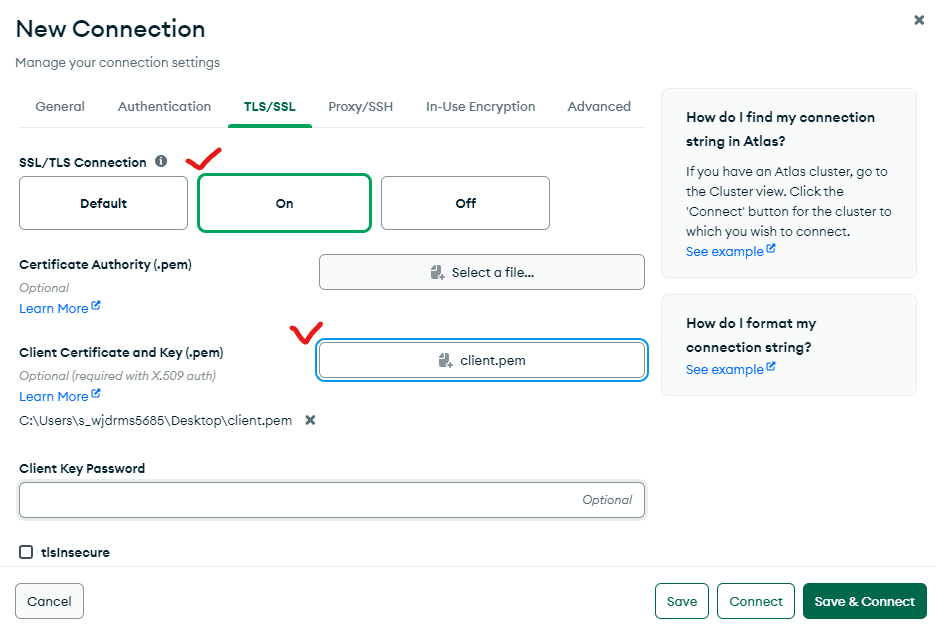 New Connection
Manage your connection settings
General
Authentication
TLS/SSL
Proxy/SSH
In-Use Encryption
Advanced
SSL/TLS Connection
Default
On
Off
Certificate Authority (.pem)
Optional
Learn More
Select a file...
Client Certificate and Key (.pem)
Optional (required with X.509 auth)
Learn More
client.pem
C:\Users\s_wjdrms5685\Desktop\client.pem
Client Key Password
Optional
tlsInsecure
How do I find my connection
string in Atlas?
If you have an Atlas cluster, go to
the Cluster view. Click the
'Connect' button for the cluster to
which you wish to connect.
See example
How do I format my
connection string?
See example
Cancel
Save
Connect
Save & Connect